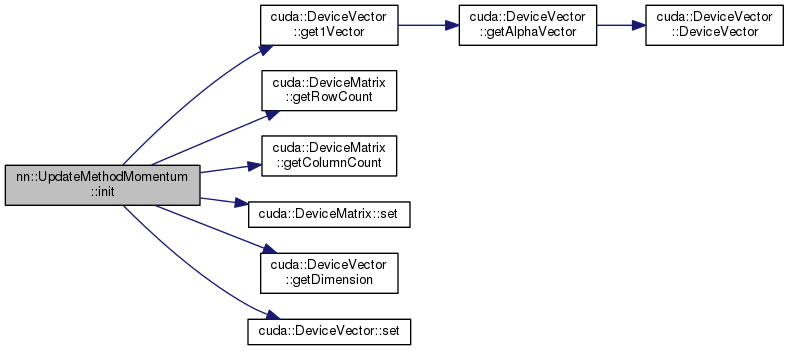 nn::UpdateMethodMomentum
::init
cuda::DeviceVector
::get1Vector
cuda::DeviceVector
::getAlphaVector
cuda::DeviceVector
::DeviceVector
cuda::DeviceMatrix
::getRowCount
cuda::DeviceMatrix
::getColumnCount
cuda::DeviceMatrix::set
cuda::DeviceVector
::getDimension
cuda::DeviceVector::set